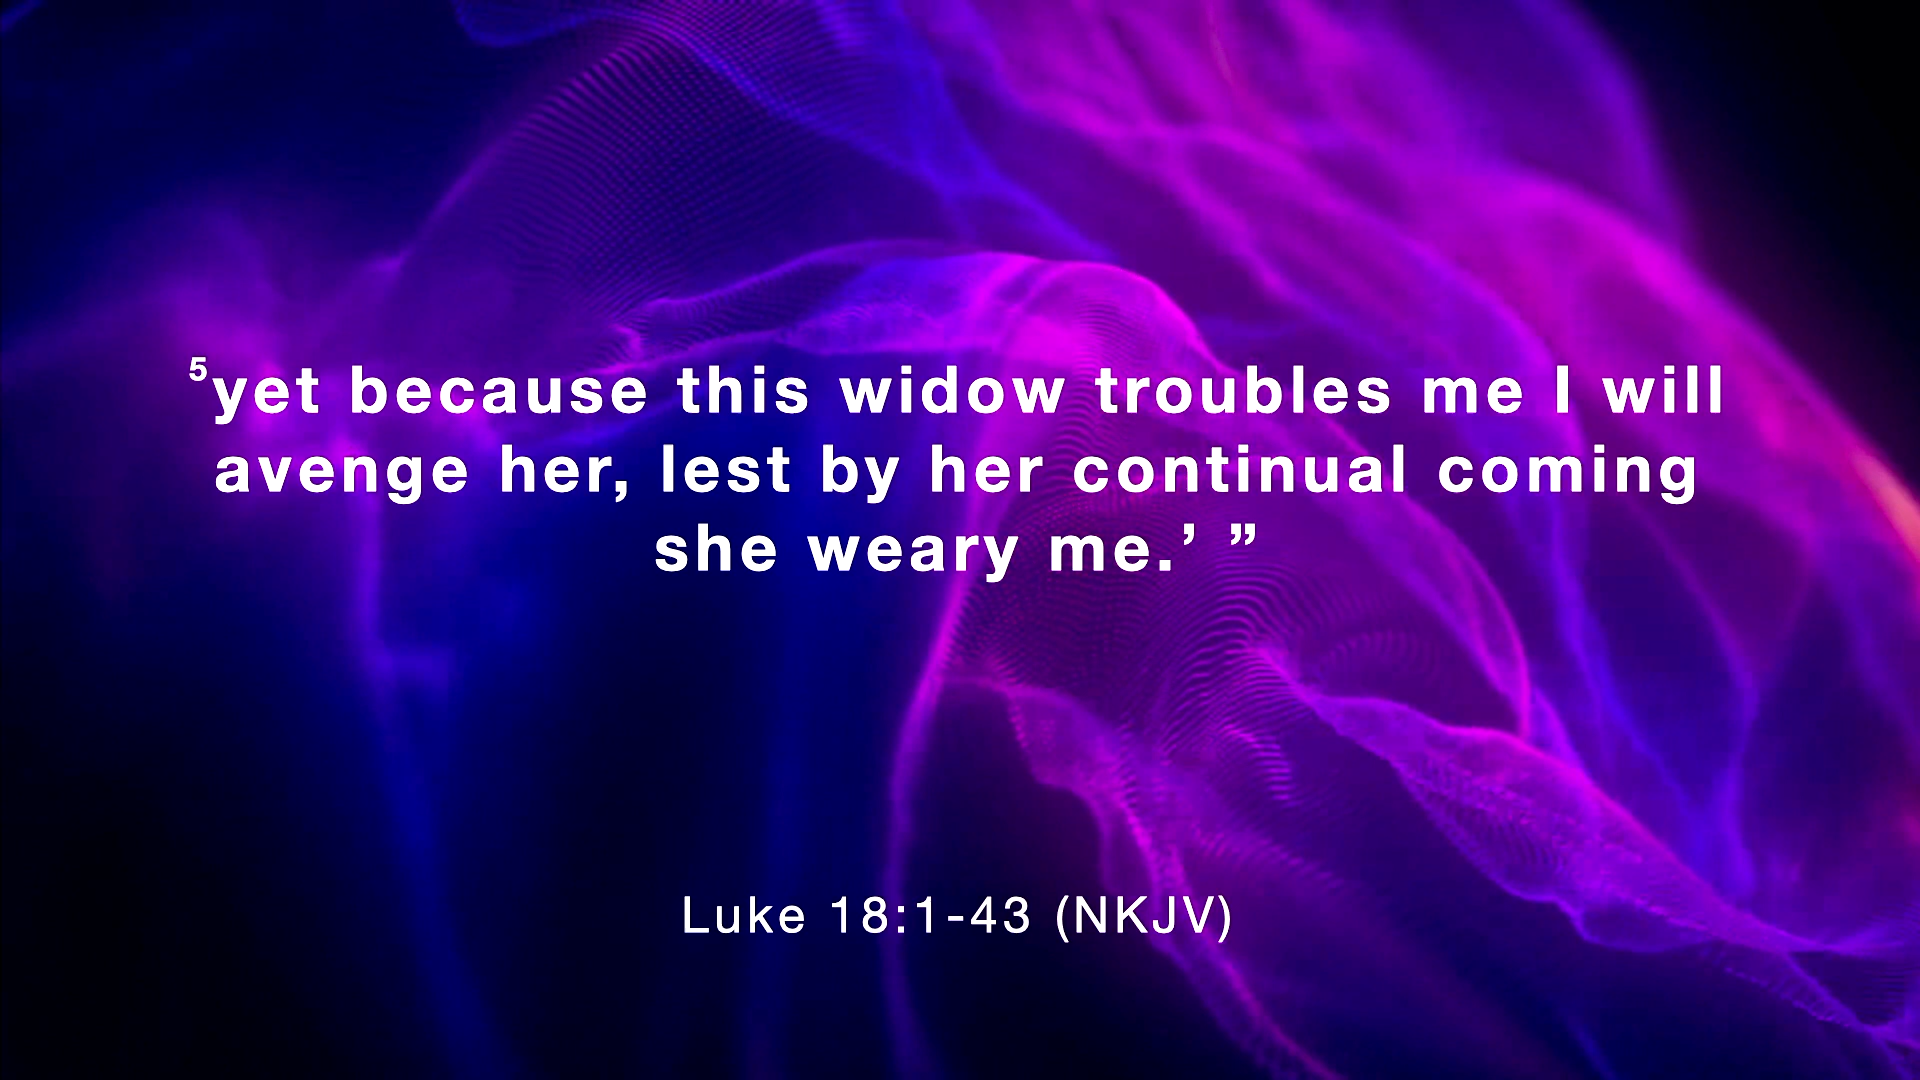 ⁵yet because this widow troubles me I will
avenge her, lest by her continual coming
she weary me.’ ”
Luke 18:1-43 (NKJV)